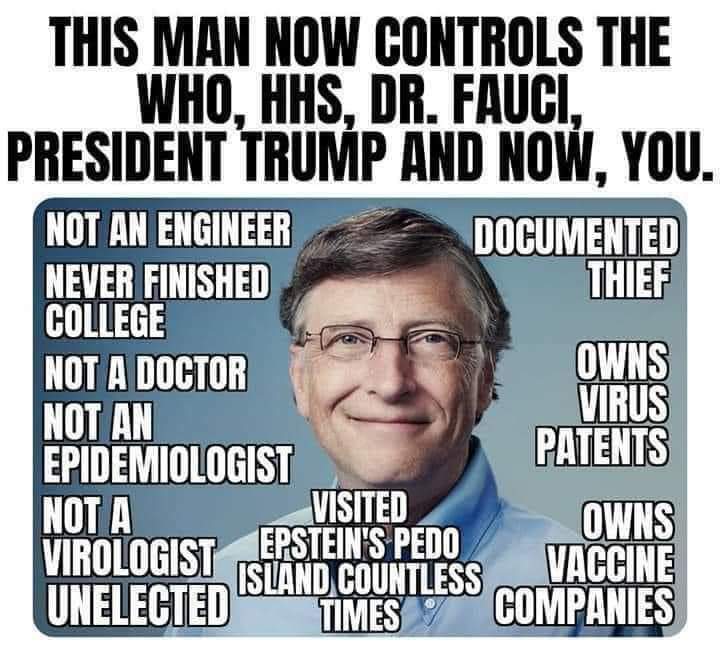 THIS MAN NOW CONTROLS THE
WHO, HHS, DR. FAUCI,
PRESIDENT TRUMP AND NOW, YOU.
NOT AN ENGINEER
NEVER FINISHED
COLLEGE
NOT A DOCTOR
NOT AN
EPIDEMIOLOGIST
NOT A
VIROLOGIST
UNELECTED
VISITED
EPSTEIN'S PEDO
ISLAND COUNTLESS
TIMES
DOCUMENTED
THIEF
OWNS
VIRUS
PATENTS
OWNS
VACCINE
COMPANIES